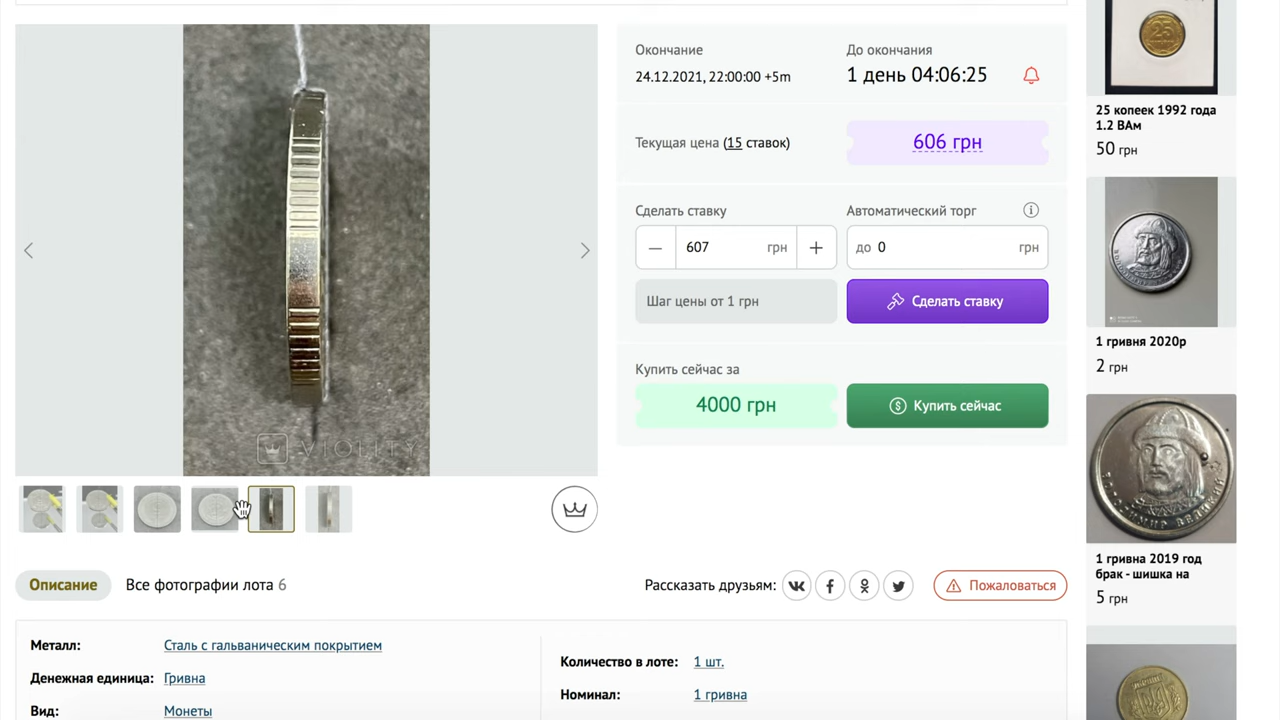 Окончание
До окончания
24.12.2021, 22:00:00 +5m
1 день 04:06:25
Текущая цена (15 ставок)
606 грн
Сделать ставку
Автоматический торг
607 грн
до 0 грн
Шаг цены от 1 грн
Сделать ставку
Купить сейчас за
4000 грн
Купить сейчас
VIOLITY
Описание
Все фотографии лота 6
Рассказать друзьям:
Пожаловаться
Металл:
Сталь с гальваническим покрытием
Денежная единица:
Гривна
Вид:
Монеты
Количество в лоте:
1 шт.
Номинал:
1 гривна
25
25 копеек 1992 года
1.2 ВАм
50 грн
1 гривня 2020р
2 грн
ВОЛОДИМИР ВЕЛИКИЙ
1 гривна 2019 год
брак - шишка на
5 грн
УКРАЇНА